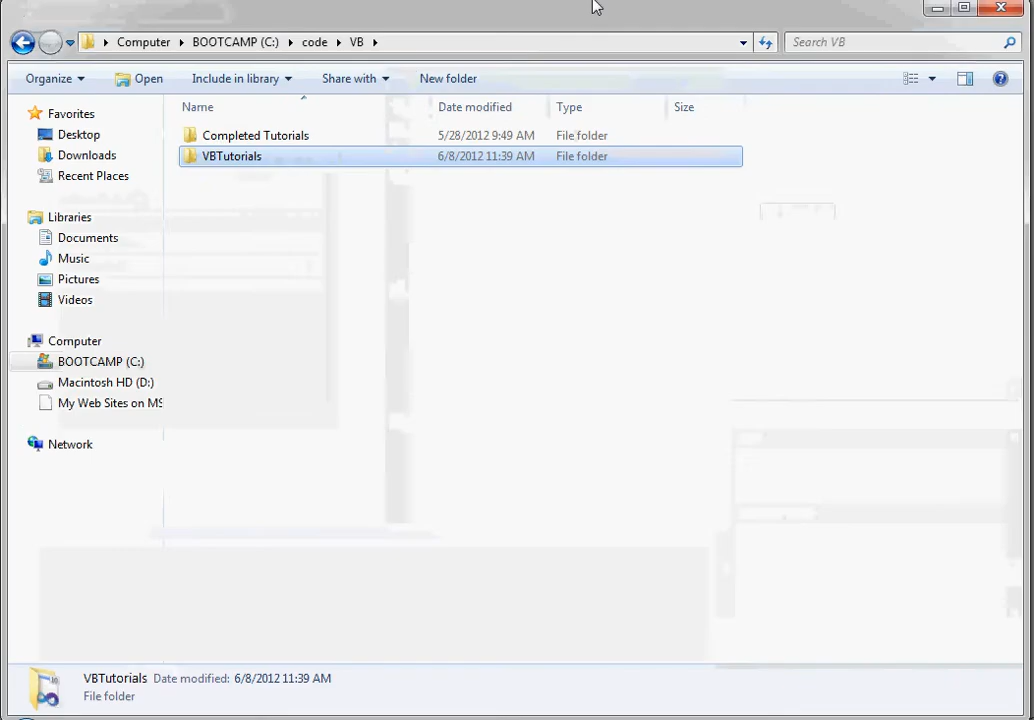 Computer BOOTCAMP (C:) code VB Search VB
Organize Open Include in library Share with New folder
Name Date modified Type Size
Completed Tutorials 5/28/2012 9:49 AM File folder
VBTutorials 6/8/2012 11:39 AM File folder
Favorites
Desktop
Downloads
Recent Places
Libraries
Documents
Music
Pictures
Videos
Computer
BOOTCAMP (C:)
Macintosh HD (D:)
My Web Sites on MS
Network
VBTutorials Date modified: 6/8/2012 11:39 AM
File folder